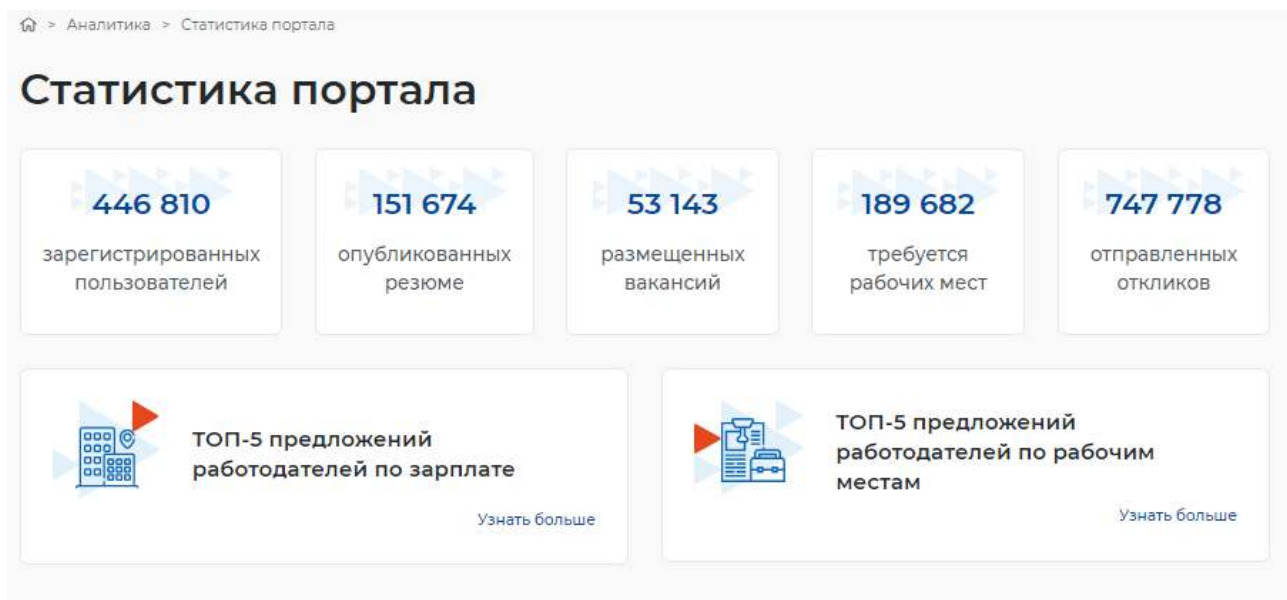 > Аналитика > Статистика портала
Статистика портала
446 810
зарегистрированных
пользователей
151 674
опубликованных
резюме
53 143
размещенных
вакансий
189 682
требуется
рабочих мест
747 778
отправленных
откликов
ТОП-5 предложений
работодателей по зарплате
Узнать больше
ТОП-5 предложений
работодателей по рабочим
местам
Узнать больше